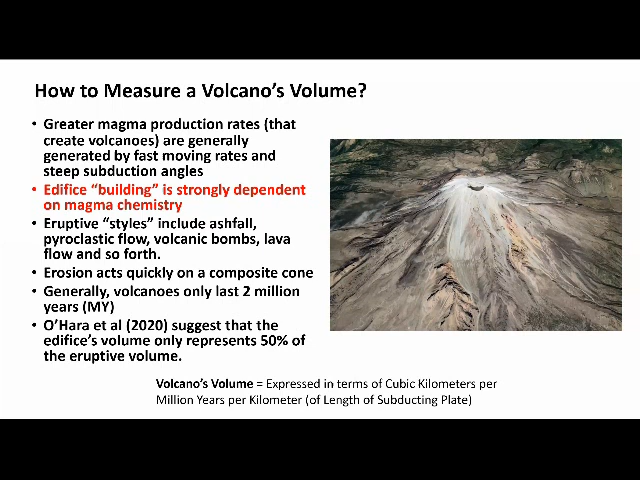 How to Measure a Volcano's Volume?
• Greater magma production rates (that
create volcanoes) are generally
generated by fast moving rates and
steep subduction angles
• Edifice “building” is strongly dependent
on magma chemistry
• Eruptive “styles” include ashfall,
pyroclastic flow, volcanic bombs, lava
flow and so forth.
• Erosion acts quickly on a composite cone
• Generally, volcanoes only last 2 million
years (MY)
• O'Hara et al (2020) suggest that the
edifice's volume only represents 50% of
the eruptive volume.
Volcano's Volume = Expressed in terms of Cubic Kilometers per
Million Years per Kilometer (of Length of Subducting Plate)